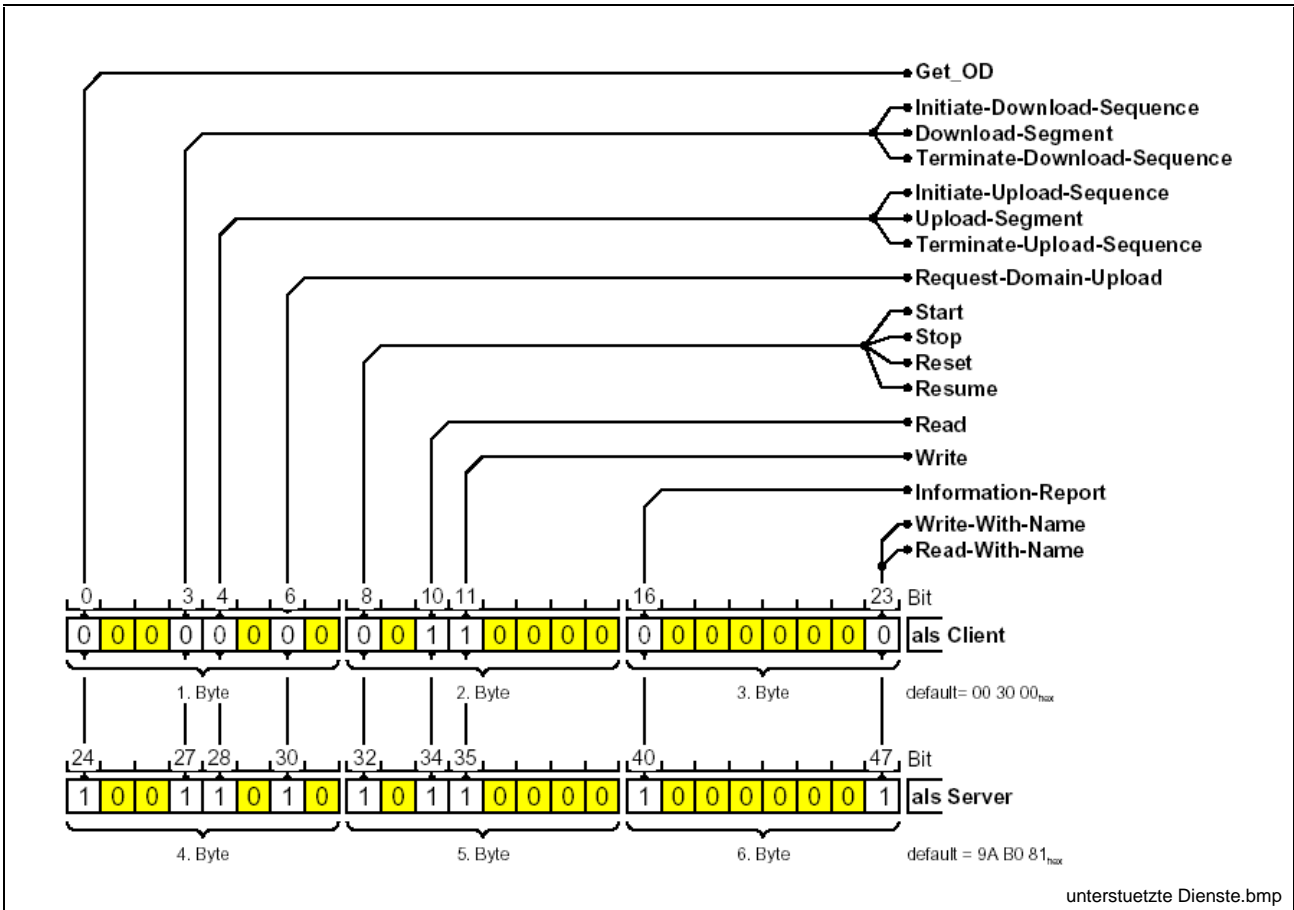 Get_OD
Initiate-Download-Sequence
Download-Segment
Terminate-Download-Sequence
Initiate-Upload-Sequence
Upload-Segment
Terminate-Upload-Sequence
Request-Domain-Upload
Start
Stop
Reset
Resume
Read
Write
Information-Report
Write-With-Name
Read-With-Name
0 3 4 6 8 10 11 16 23 Bit
0 0 0 0 0 0 0 0 0 0 1 1 0 0 0 0 0 0 0 0 0 0 0 0 als Client
1. Byte 2. Byte 3. Byte default= 00 30 00hex
24 27 28 30 32 34 35 40 47 Bit
1 0 0 1 1 0 1 0 1 0 1 1 0 0 0 0 1 0 0 0 0 0 0 1 als Server
4. Byte 5. Byte 6. Byte default = 9A B0 81hex
unterstuetzte Dienste.bmp